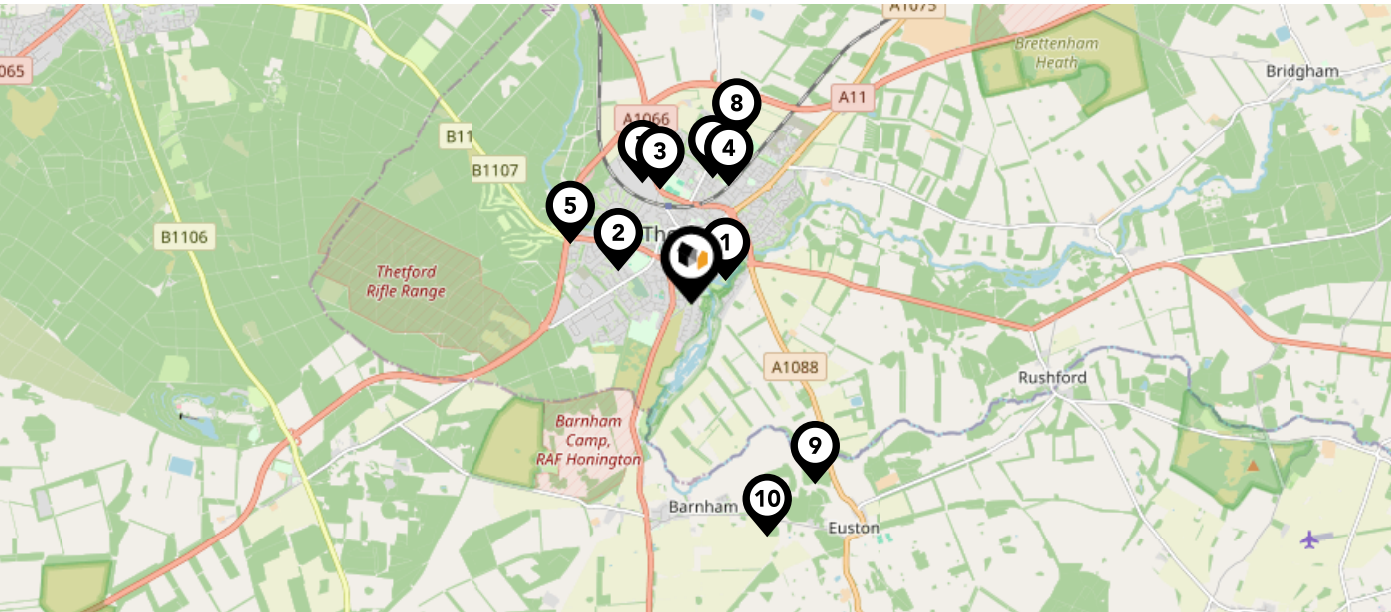 A1075
Brettenham
Heath
065
Bridgham
A11
8
A1066
B11
3
4
B1107
5
2
The
1
B1106
Thetford
Rifle Range
A1088
Rushford
Barnham
Camp,
RAF Honington
9
10
Barnham
Euston